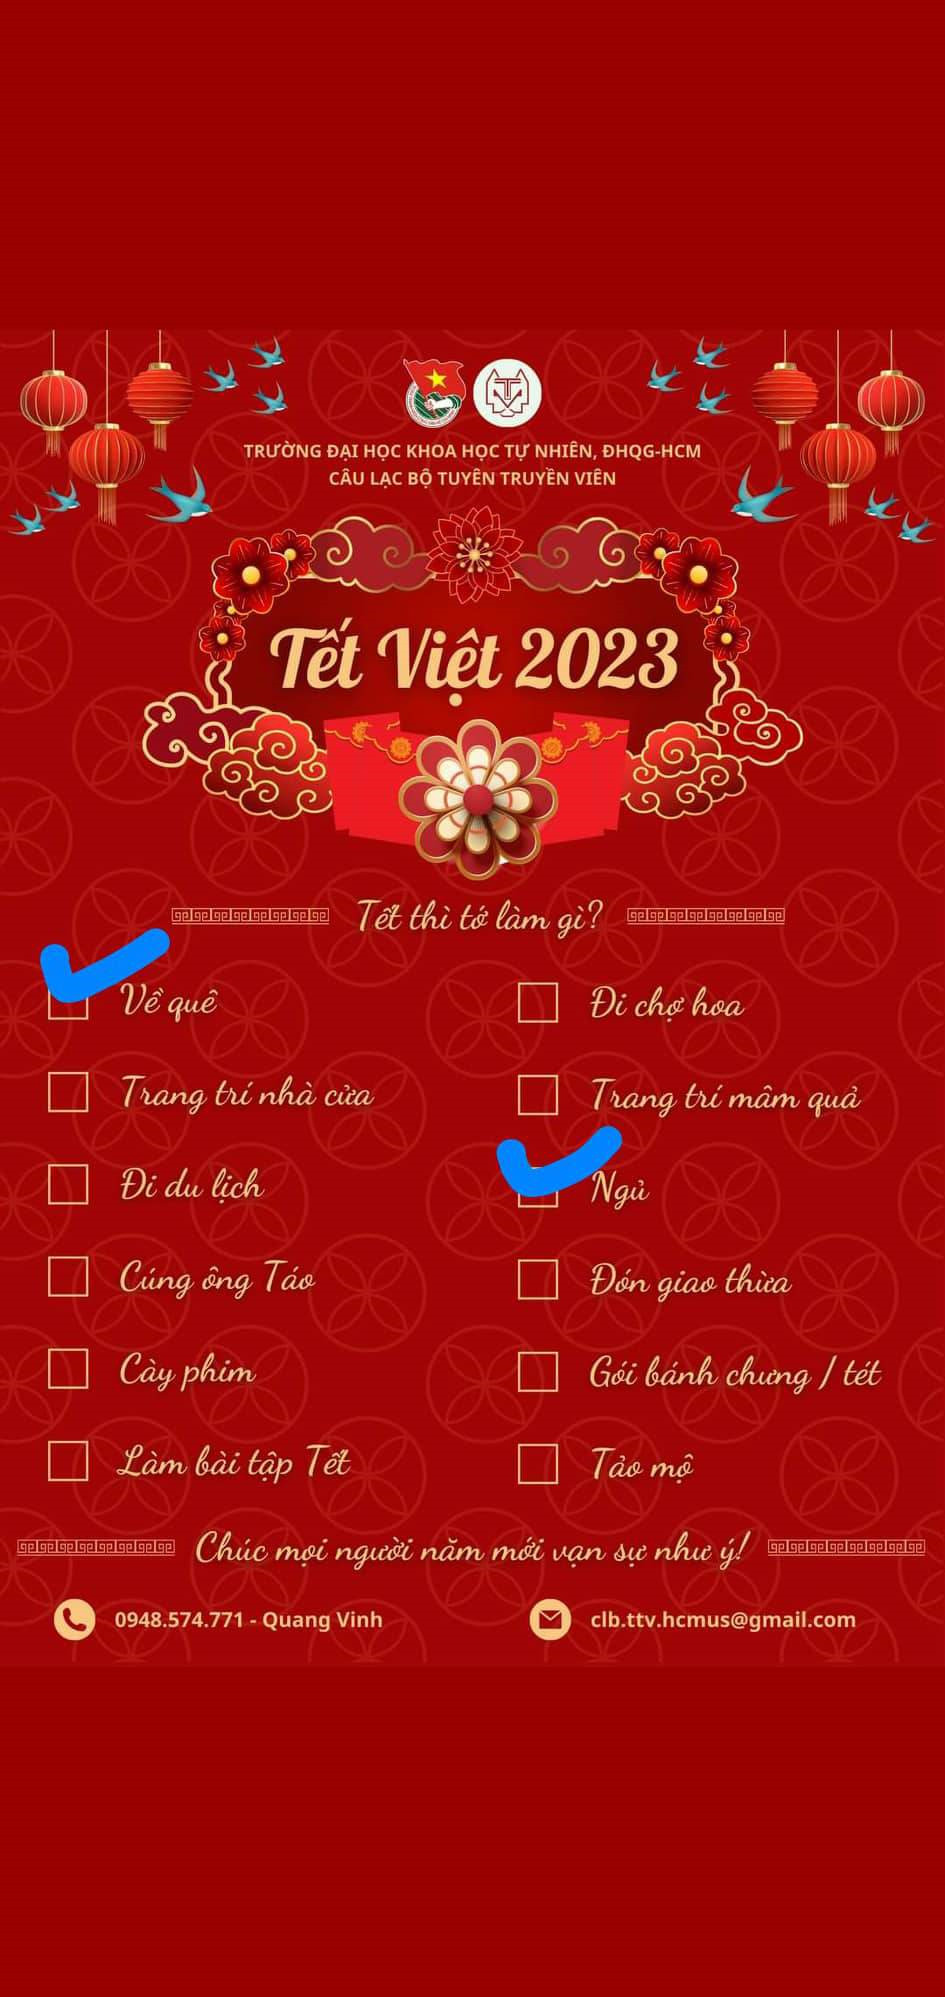 TRƯỜNG ĐẠI HỌC KHOA HỌC TỰ NHIÊN, ĐHQG-HCM
CÂU LẠC BỘ TUYÊN TRUYỀN VIÊN
Tết Việt 2023
Tết thì tớ làm gì?
Về quê
Đi chợ hoa
Trang trí nhà cửa
Trang trí mâm quả
Đi du lịch
Ngủ
Cúng ông Táo
Đón giao thừa
Cày phim
Gói bánh chưng / tét
Làm bài tập Tết
Tảo mộ
Chúc mọi người năm mới vạn sự như ý!
0948.574.771 - Quang Vinh
clb.ttv.hcmus@gmail.com